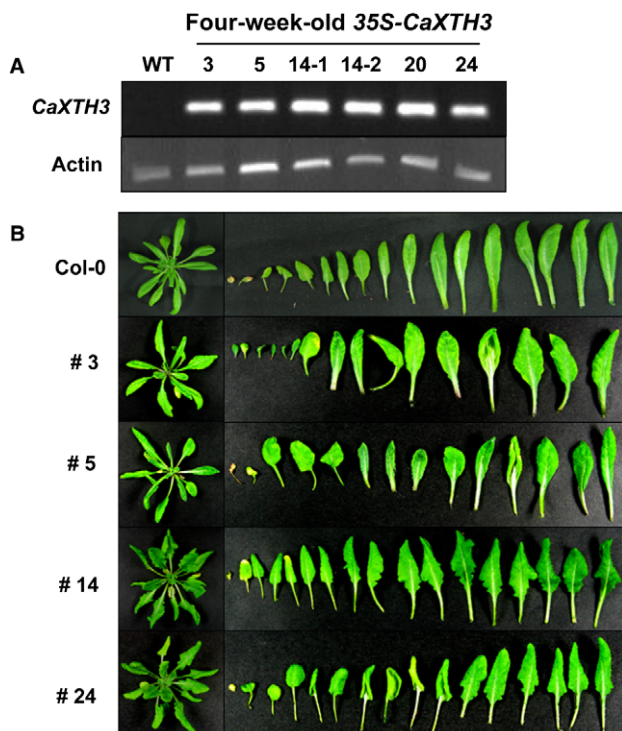 Four-week-old 35S-CaXTH3
A
WT 3 5 14-1 14-2 20 24
CaXTH3
Actin
B
Col-0
# 3
# 5
# 14
# 24